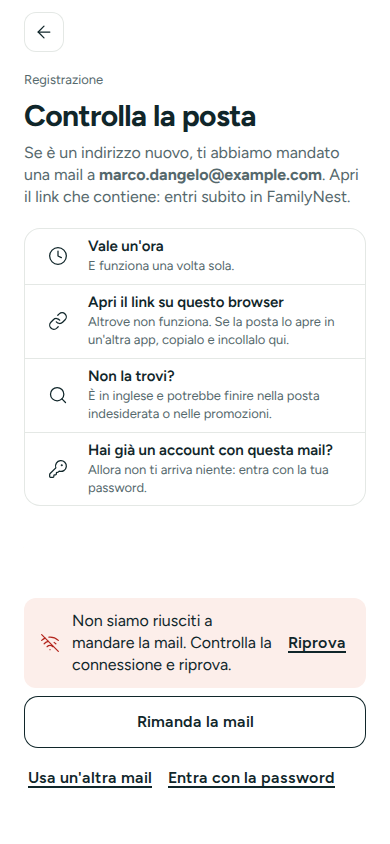 Registrazione
Controlla la posta
Se è un indirizzo nuovo, ti abbiamo mandato
una mail a marco.dangelo@example.com. Apri
il link che contiene: entri subito in FamilyNest.
Vale un'ora
E funziona una volta sola.
Apri il link su questo browser
Altrove non funziona. Se la posta lo apre in
un'altra app, copialo e incollalo qui.
Non la trovi?
È in inglese e potrebbe finire nella posta
indesiderata o nelle promozioni.
Hai già un account con questa mail?
Allora non ti arriva niente: entra con la tua
password.
Non siamo riusciti a
mandare la mail. Controlla la
connessione e riprova.
Riprova
Rimanda la mail
Usa un'altra mail
Entra con la password